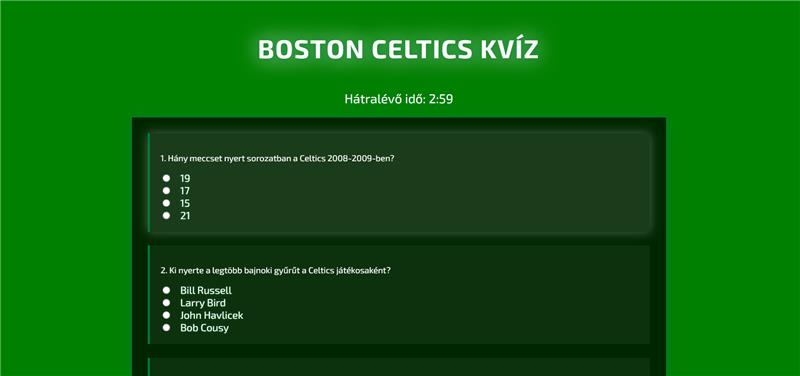 BOSTON CELTICS KVÍZ
Hátralévő idő: 2:59
1. Hány meccset nyert sorozatban a Celtics 2008-2009-ben?
19
17
15
21
2. Ki nyerte a legtöbb bajnoki gyűrűt a Celtics játékosaként?
Bill Russell
Larry Bird
John Havlicek
Bob Cousy